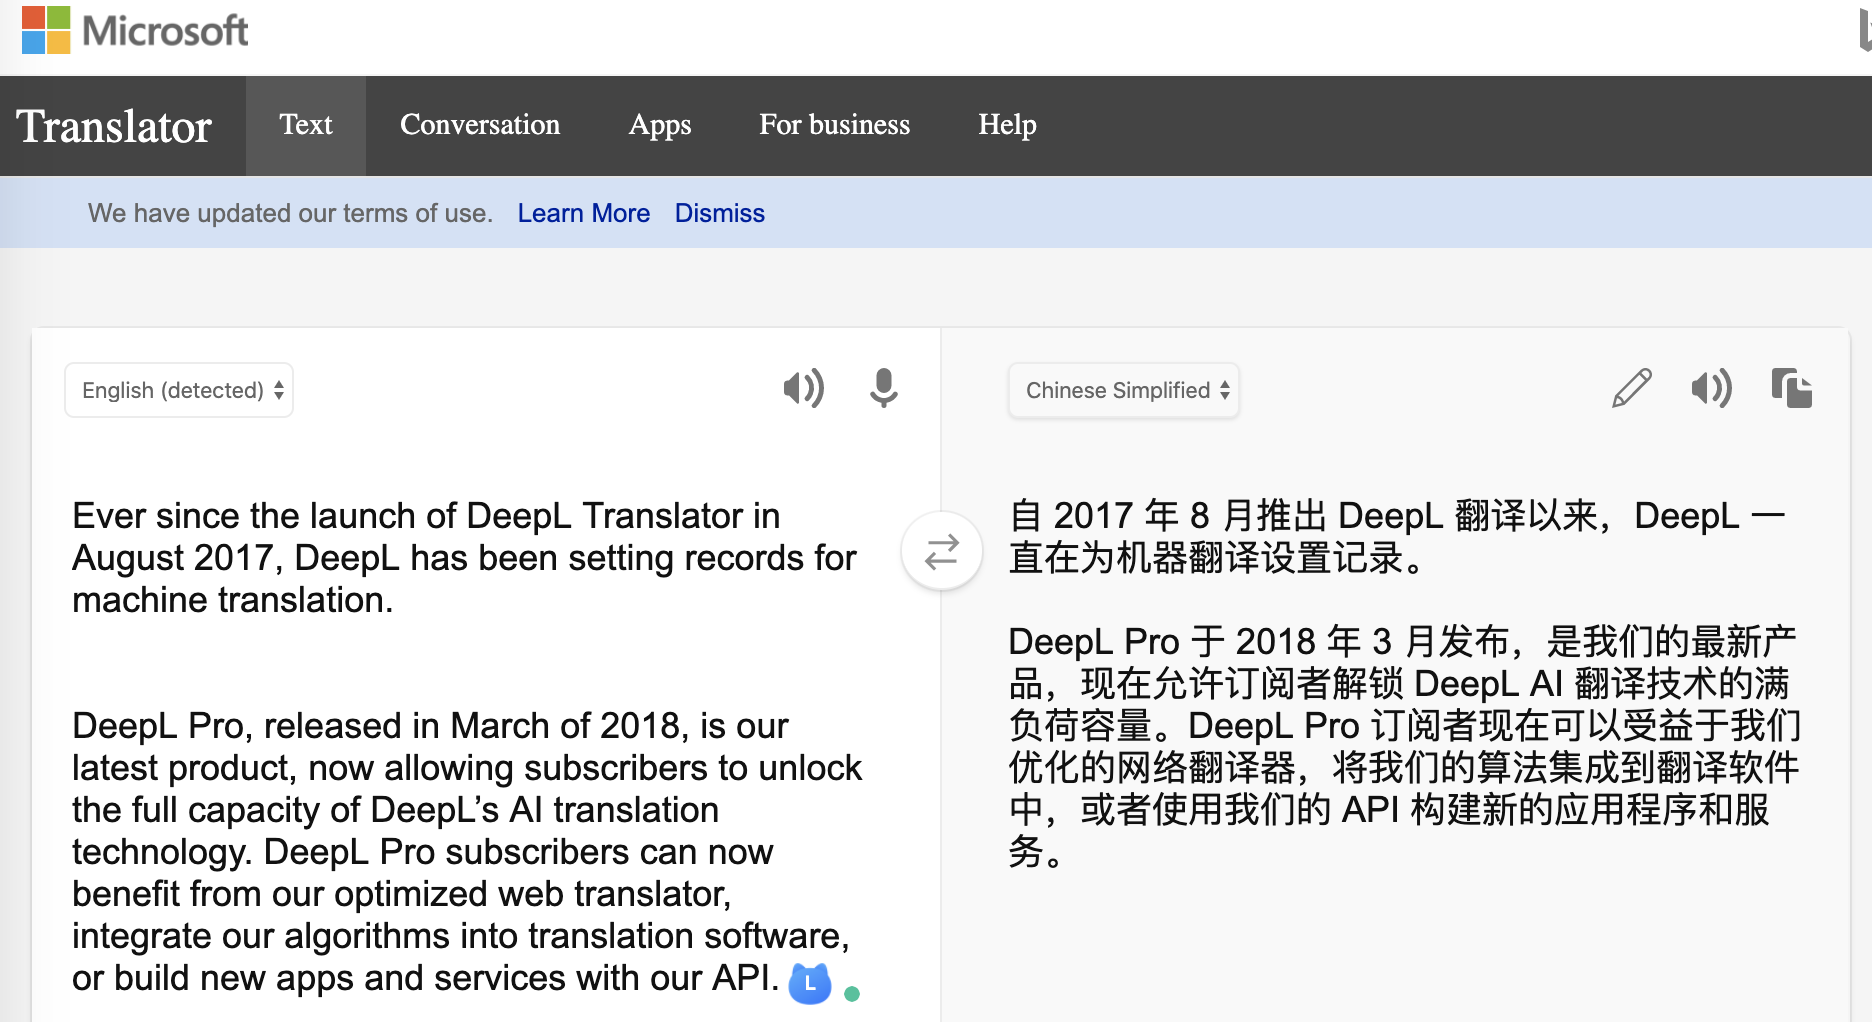 Microsoft
Translator
Text
Conversation
Apps
For business
Help
We have updated our terms of use. Learn More Dismiss
English (detected)
Ever since the launch of DeepL Translator in
August 2017, DeepL has been setting records for
machine translation.
DeepL Pro, released in March of 2018, is our
latest product, now allowing subscribers to unlock
the full capacity of DeepL’s AI translation
technology. DeepL Pro subscribers can now
benefit from our optimized web translator,
integrate our algorithms into translation software,
or build new apps and services with our API.
L
Chinese Simplified
自 2017 年 8 月推出 DeepL 翻译以来，DeepL 一
直在为机器翻译设置记录。
DeepL Pro 于 2018 年 3 月发布，是我们的最新产
品，现在允许订阅者解锁 DeepL AI 翻译技术的满
负荷容量。DeepL Pro 订阅者现在可以受益于我们
优化的网络翻译器，将我们的算法集成到翻译软件
中，或者使用我们的 API 构建新的应用程序和服
务。